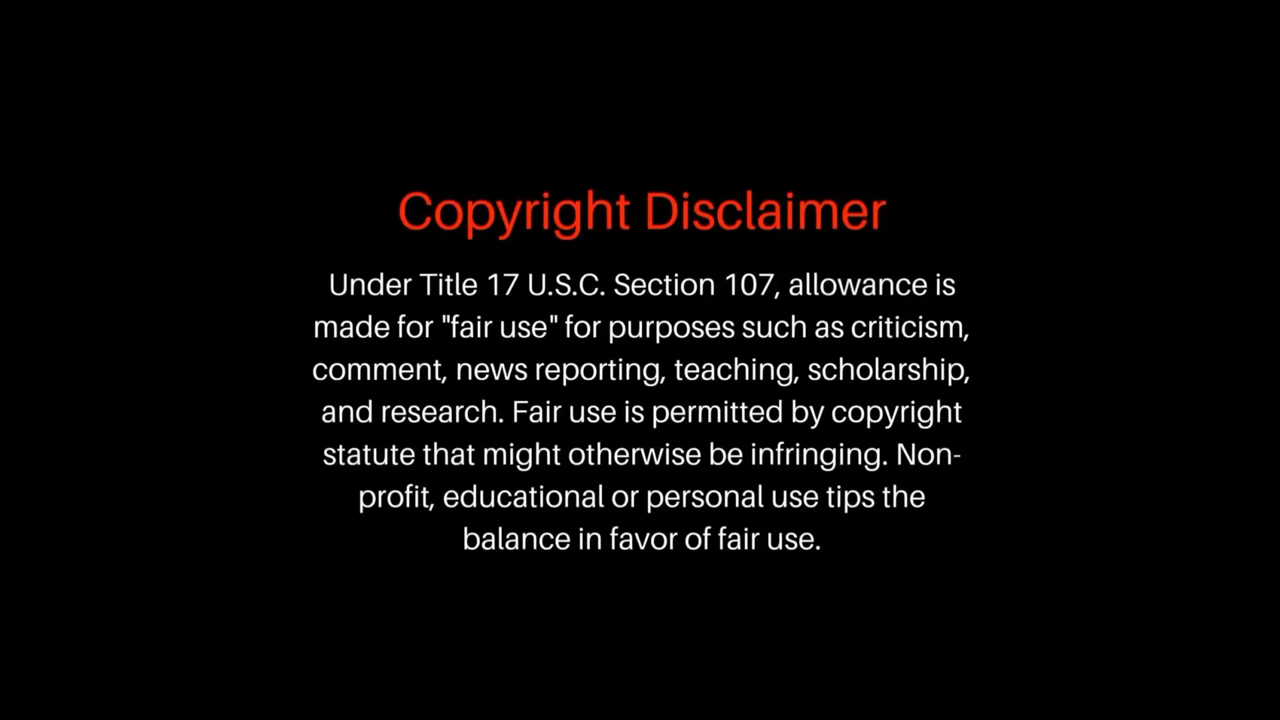 Copyright Disclaimer
Under Title 17 U.S.C. Section 107, allowance is
made for "fair use" for purposes such as criticism,
comment, news reporting, teaching, scholarship,
and research. Fair use is permitted by copyright
statute that might otherwise be infringing. Non-
profit, educational or personal use tips the
balance in favor of fair use.